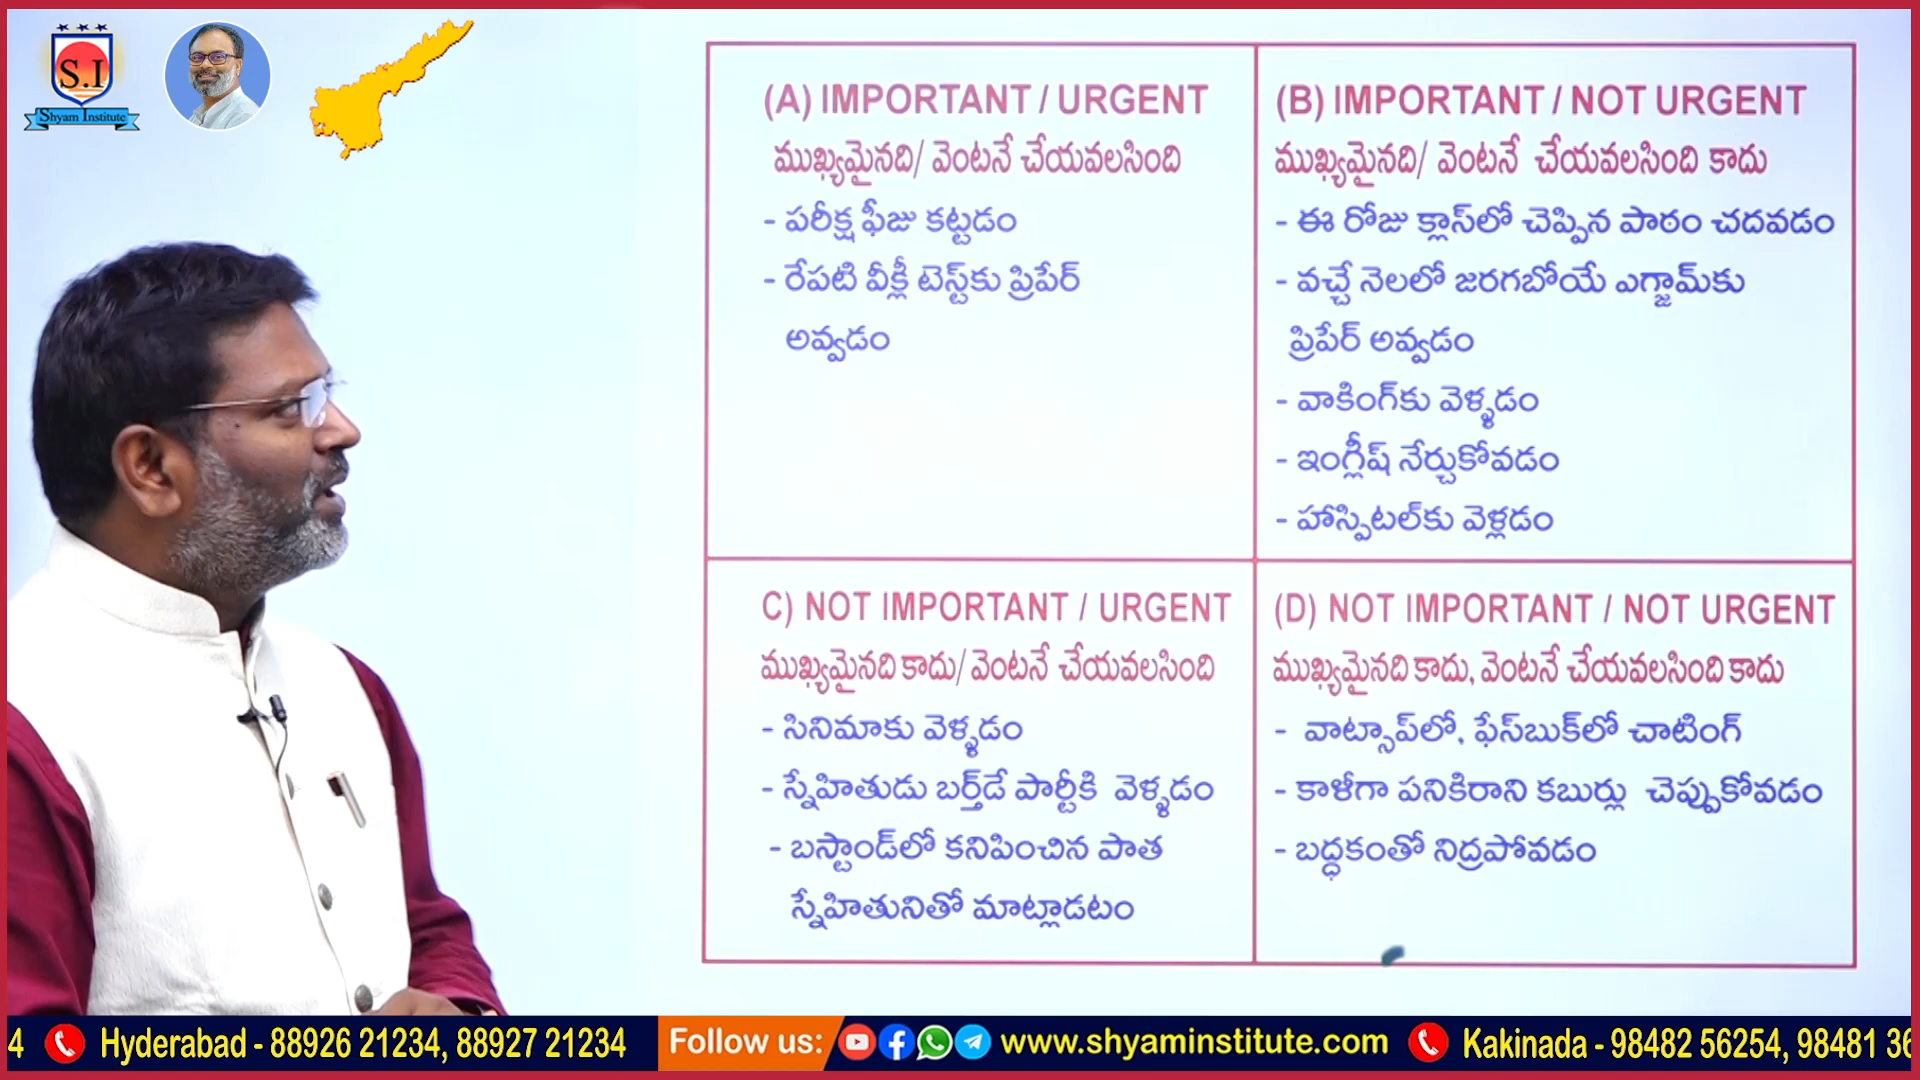 S.I
Shyam Institute
(A) IMPORTANT / URGENT
ముఖ్యమైనది/ వెంటనే చేయవలసింది
- పరీక్ష ఫీజు కట్టడం
- రేపటి వీక్లీ టెస్ట్‌కు ప్రిపేర్
అవ్వడం
(B) IMPORTANT / NOT URGENT
ముఖ్యమైనది/ వెంటనే చేయవలసింది కాదు
- ఈ రోజు క్లాస్‌లో చెప్పిన పాఠం చదవడం
- వచ్చే నెలలో జరగబోయే ఎగ్జామ్‌కు
ప్రిపేర్ అవ్వడం
- వాకింగ్‌కు వెళ్ళడం
- ఇంగ్లీష్ నేర్చుకోవడం
- హాస్పిటల్‌కు వెళ్లడం
C) NOT IMPORTANT / URGENT
ముఖ్యమైనది కాదు/ వెంటనే చేయవలసింది
- సినిమాకు వెళ్ళడం
- స్నేహితుడు బర్త్‌డే పార్టీకి వెళ్ళడం
- బస్టాండ్‌లో కనిపించిన పాత
స్నేహితునితో మాట్లాడటం
(D) NOT IMPORTANT / NOT URGENT
ముఖ్యమైనది కాదు, వెంటనే చేయవలసింది కాదు
- వాట్సాప్‌లో, ఫేస్‌బుక్‌లో చాటింగ్
- కాళీగా పనికిరాని కబుర్లు చెప్పుకోవడం
- బద్ధకంతో నిద్రపోవడం
4 Hyderabad - 88926 21234, 88927 21234 Follow us: www.shyaminstitute.com Kakinada - 98482 56254, 98481 36